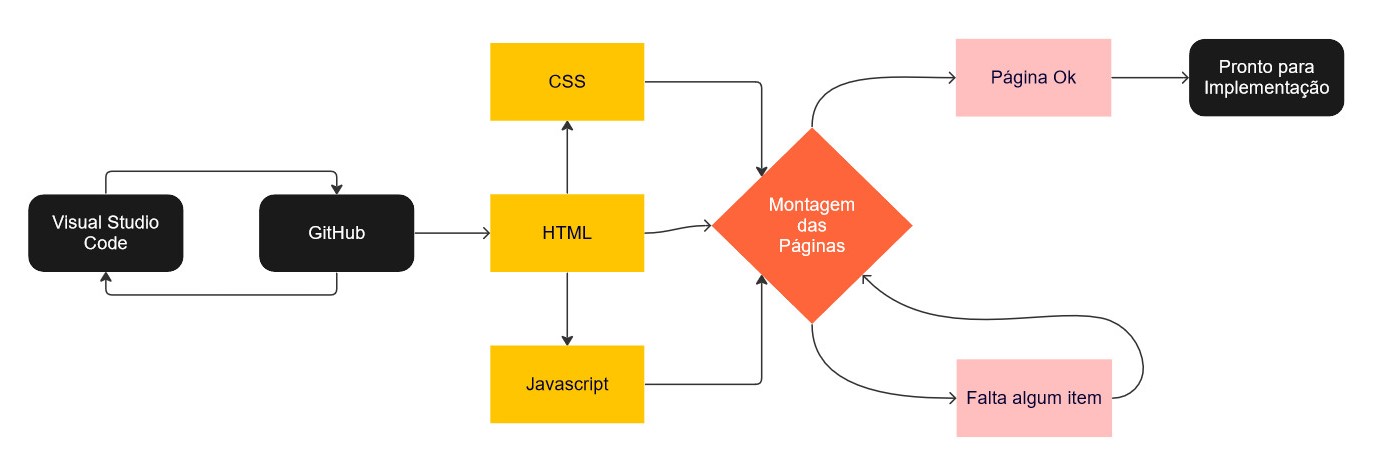 Visual Studio
Code
GitHub
CSS
HTML
Javascript
Montagem
das
Páginas
Página Ok
Pronto para
Implementação
Falta algum item